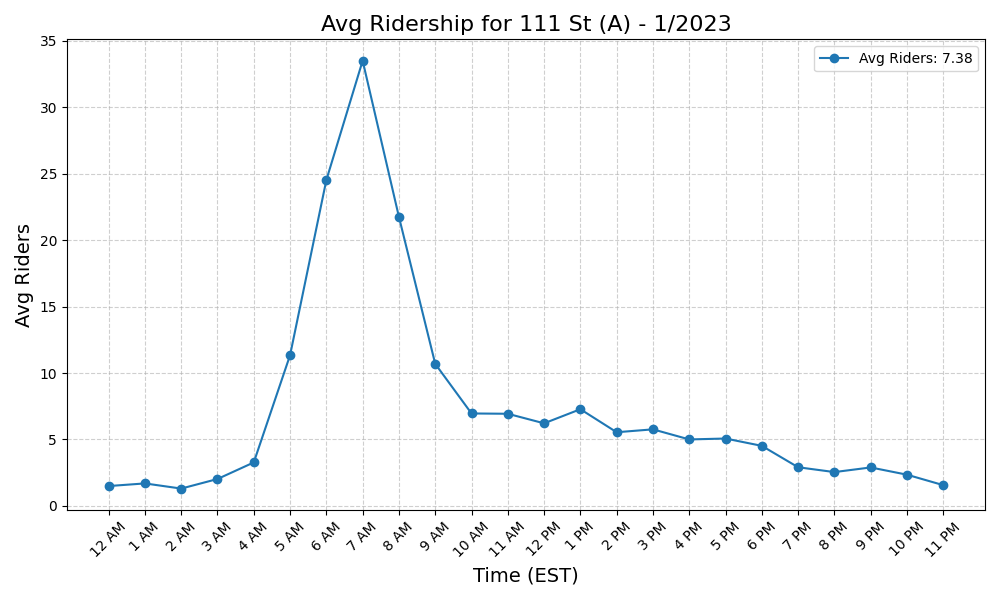 Avg Ridership for 111 St (A) - 1/2023
Avg Riders: 7.38
Avg Riders
35
30
25
20
15
10
5
0
12 AM
1 AM
2 AM
3 AM
4 AM
5 AM
6 AM
7 AM
8 AM
9 AM
10 AM
11 AM
12 PM
1 PM
2 PM
3 PM
4 PM
5 PM
6 PM
7 PM
8 PM
9 PM
10 PM
11 PM
Time (EST)